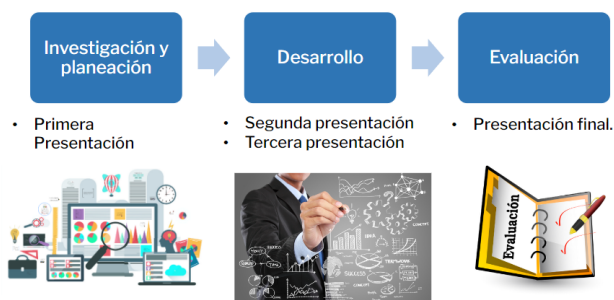 Investigación y
planeación
Desarrollo
Evaluación
• Primera
Presentación
• Segunda presentación
• Tercera presentación
• Presentación final.
Evaluación